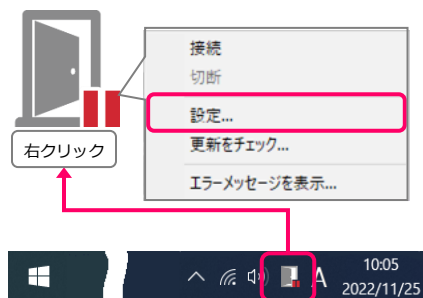 接続
切断
設定...
更新をチェック...
エラーメッセージを表示...
右クリック
A
10:05
2022/11/25